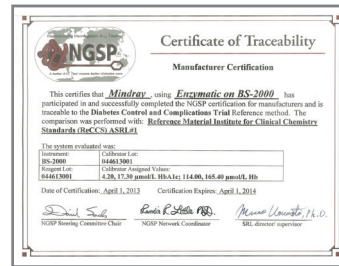 NGSP
Certificate of Traceability
Manufacturer Certification
This certifies that Mindray, using Enzymatic on BS-2000 has
participated in and successfully completed the NGSP certification for manufacturers and is
traceable to the Diabetes Control and Complications Trial Reference method. The
comparison was performed with: Reference Material Institute for Clinical Chemistry
Standards (ReCCS) ASRL#1
The system evaluated was:
Instrument: Calibrator Lot:
BS-2000 044613001
Reagent Lot: Calibrator Assigned Values:
044613001 4.20, 17.30 µmol/L HbA1c; 114.00, 165.40 µmol/L Hb
Date of Certification: April 1, 2013 Certification Expires: April 1, 2014
NGSP Steering Committee Chair NGSP Network Coordinator SRL director/ supervisor